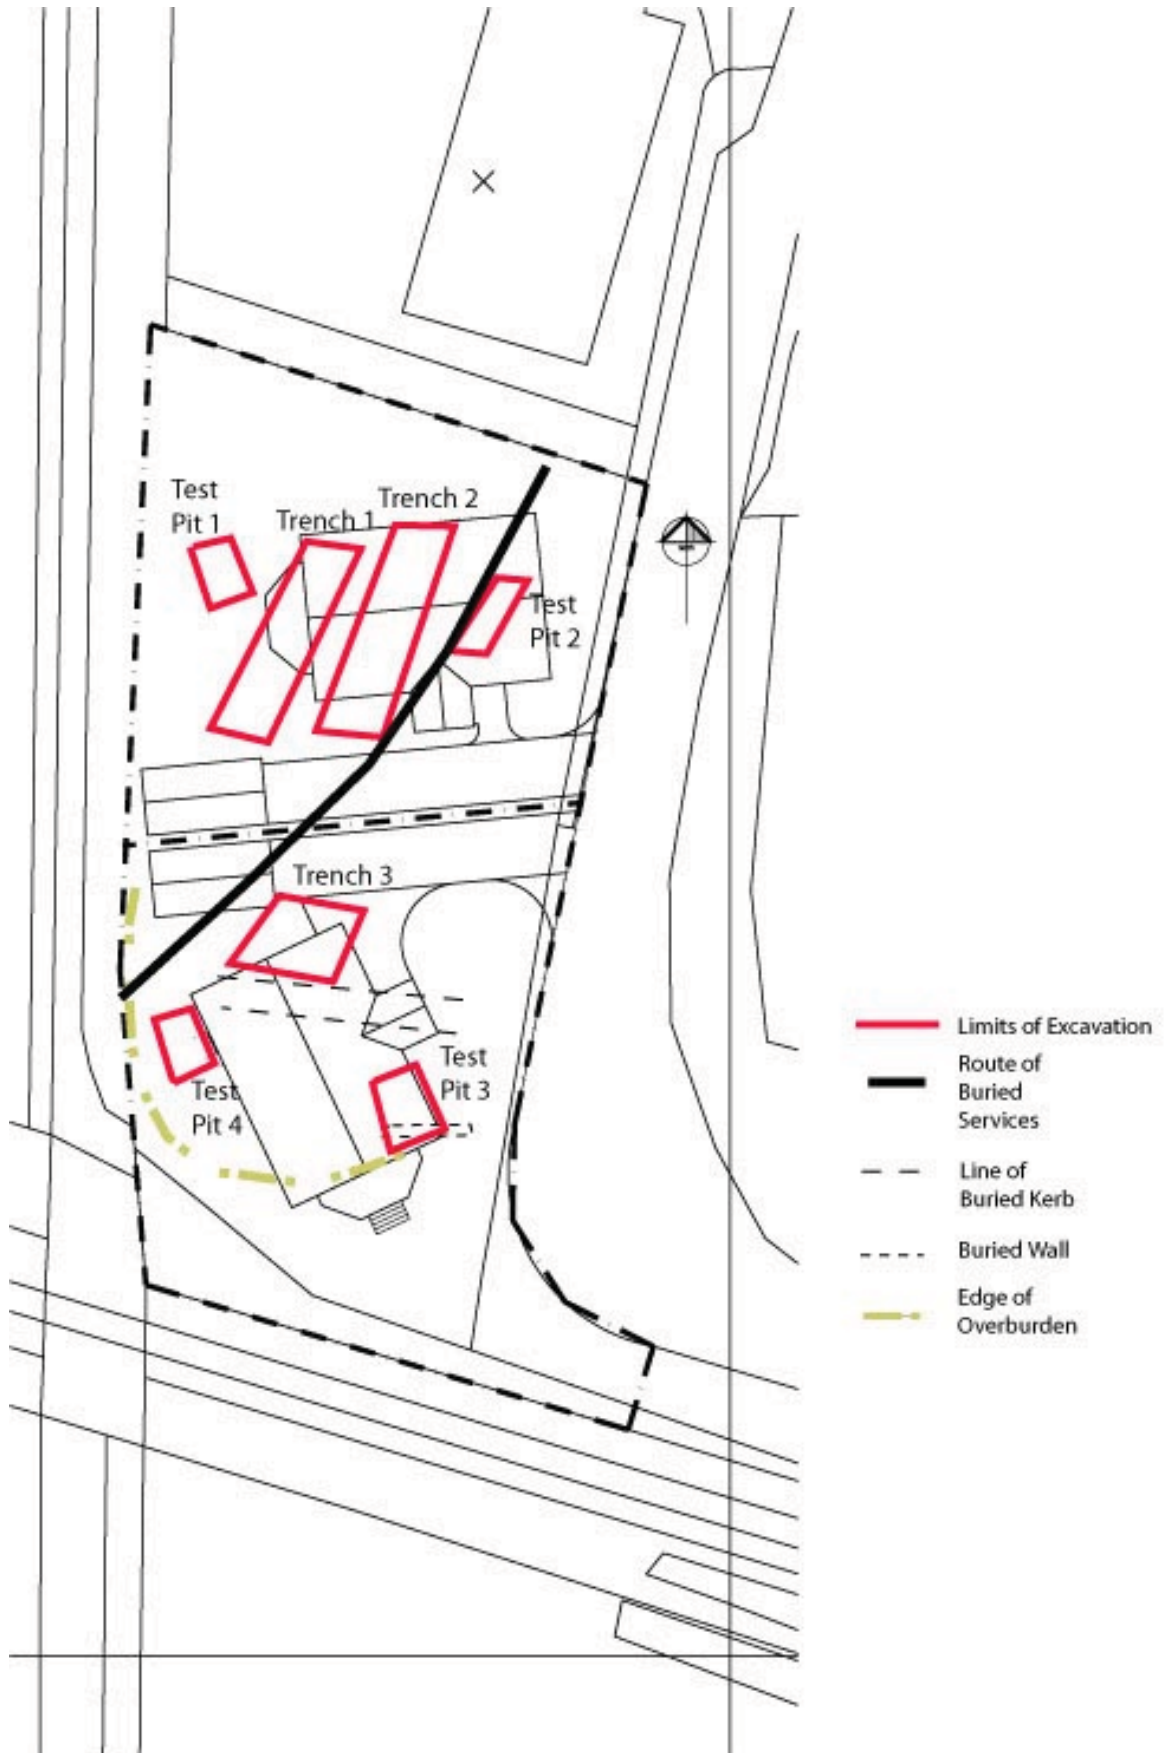 Test
Pit 1
Trench 1
Trench 2
Test
Pit 2
Trench 3
Test
Pit 4
Test
Pit 3
Limits of Excavation
Route of
Buried
Services
Line of
Buried Kerb
Buried Wall
Edge of
Overburden